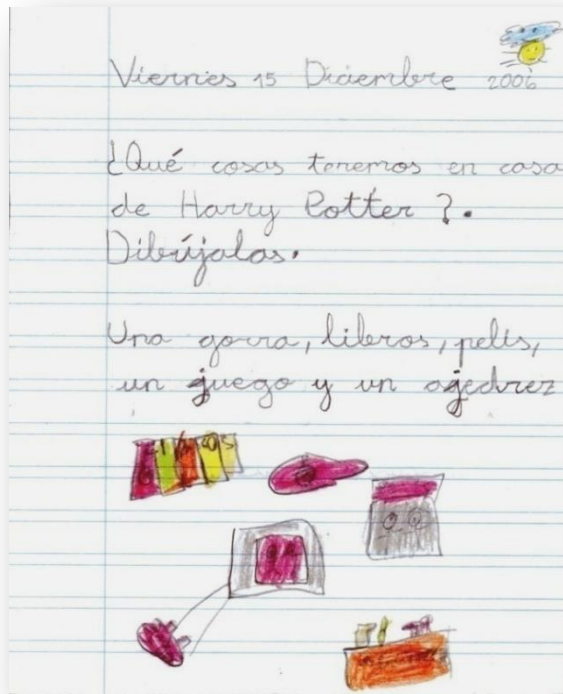 Viernes 15 Diciembre 2006
¿Qué cosas tenemos en casa
de Harry Potter?.
Dibújalas.
Una gorra, libros, pelis,
un juego y un ajedrez